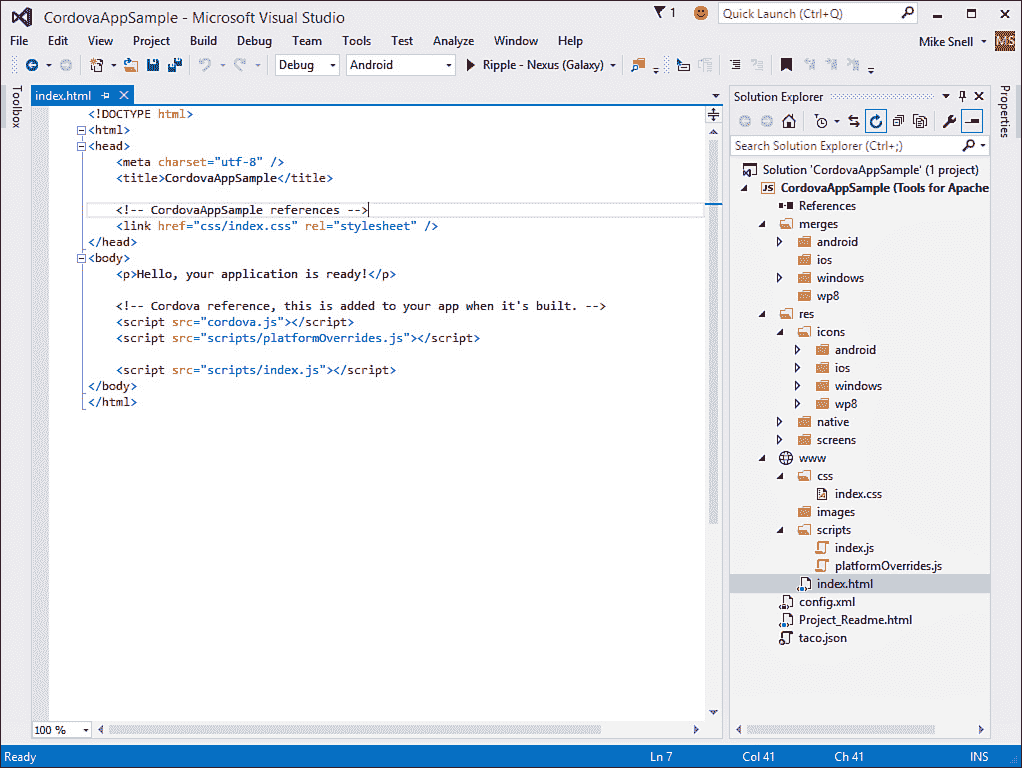 CordovaAppSample - Microsoft Visual Studio
1
Quick Launch (Ctrl+Q)
File Edit View Project Build Debug Team Tools Test Analyze Window Help
Mike Snell
MS
Debug
Android
Ripple - Nexus (Galaxy)
Toolbox
index.html
<!DOCTYPE html>
<html>
<head>
<meta charset="utf-8" />
<title>CordovaAppSample</title>
<!-- CordovaAppSample references -->
<link href="css/index.css" rel="stylesheet" />
</head>
<body>
<p>Hello, your application is ready!</p>
<!-- Cordova reference, this is added to your app when it's built. -->
<script src="cordova.js"></script>
<script src="scripts/platformOverrides.js"></script>
<script src="scripts/index.js"></script>
</body>
</html>
100 %
Solution Explorer
Search Solution Explorer (Ctrl+;)
Solution 'CordovaAppSample' (1 project)
JS CordovaAppSample (Tools for Apache
References
merges
android
ios
windows
wp8
res
icons
android
ios
windows
wp8
native
screens
www
css
index.css
images
scripts
index.js
platformOverrides.js
index.html
config.xml
Project_Readme.html
taco.json
Properties
Ready
Ln 7
Col 41
Ch 41
INS